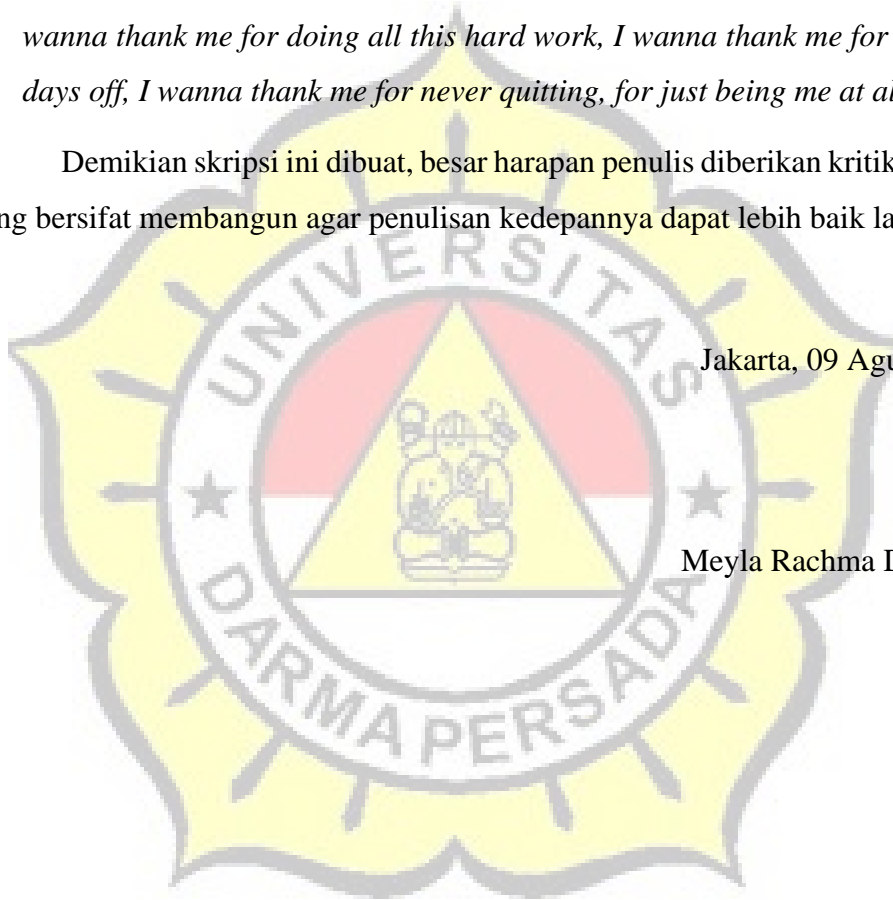 wanna thank me for doing all this hard work, I wanna thank me for
days off, I wanna thank me for never quitting, for just being me at al
Demikian skripsi ini dibuat, besar harapan penulis diberikan kritik
ng bersifat membangun agar penulisan kedepannya dapat lebih baik la
UNIVERSITAS
Jakarta, 09 Agu
Meyla Rachma D
DARMA PERSADA